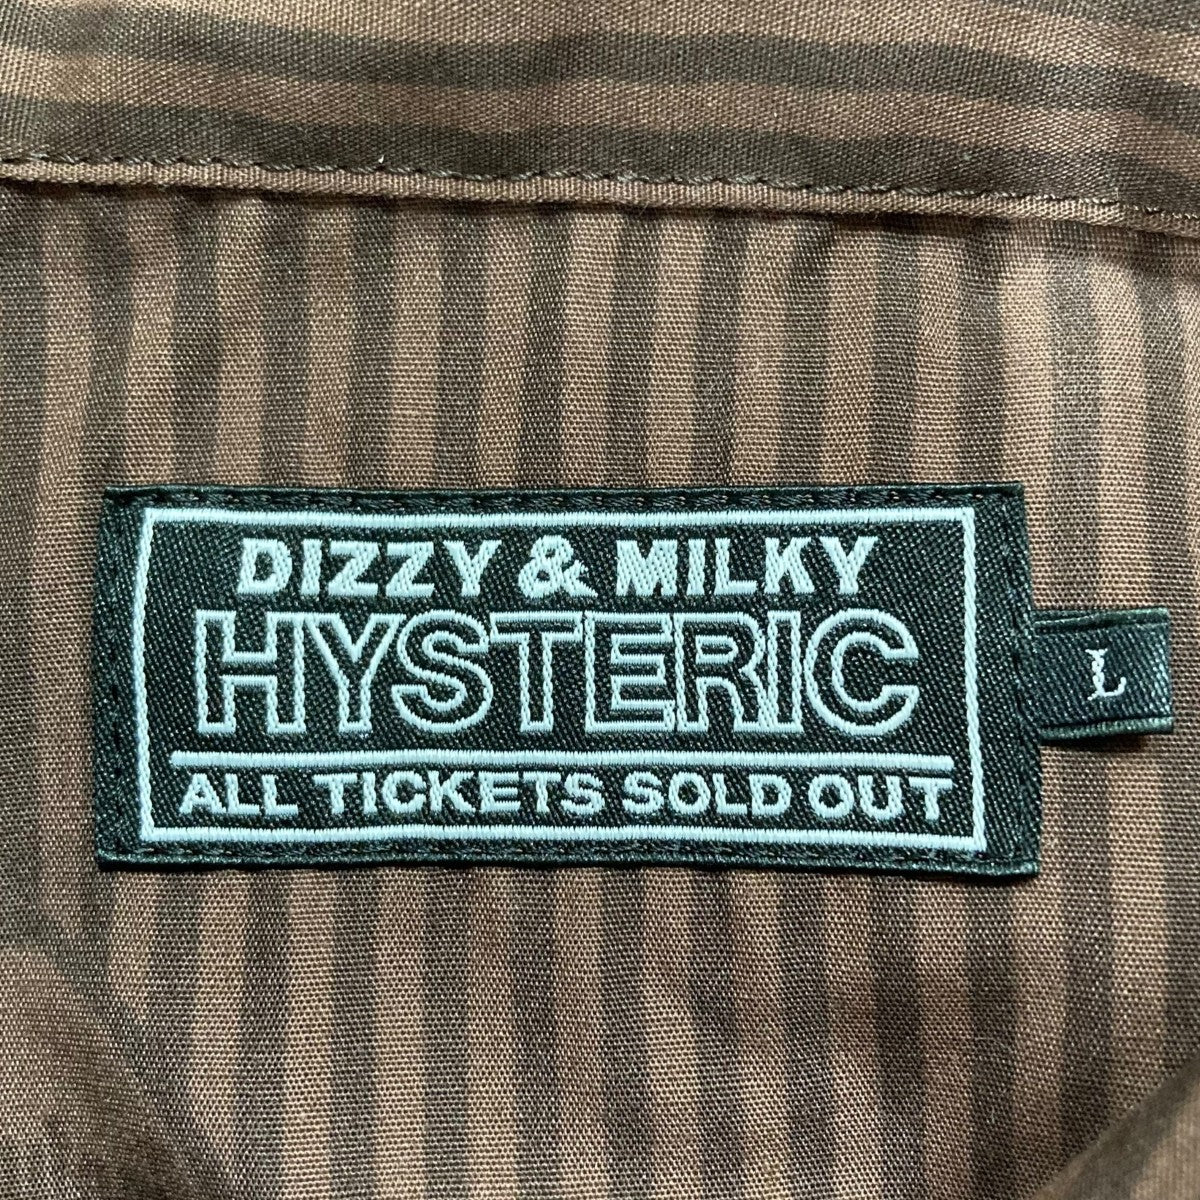 DIZZY & MILKY
HYSTERIC
ALL TICKETS SOLD OUT
L